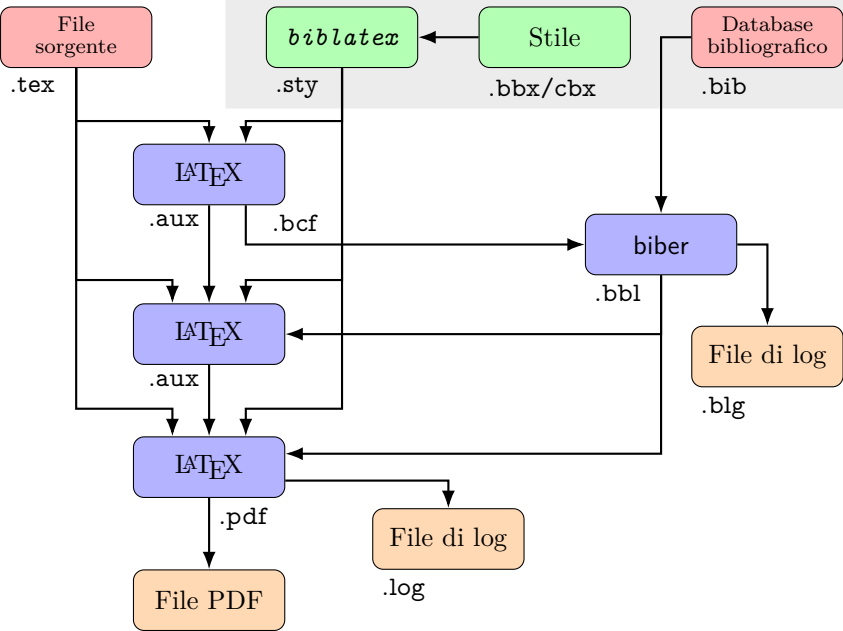 File
sorgente
biblatex
Stile
Database
bibliografico
.tex
.sty
.bbx/cbx
.bib
LATEX
.aux
.bcf
biber
.bbl
LATEX
File di log
.aux
.blg
LATEX
.pdf
File di log
.log
File PDF